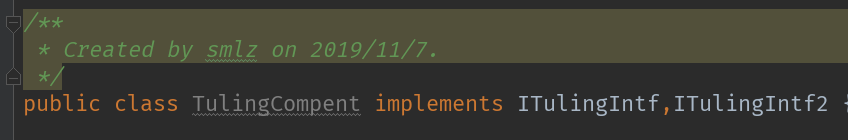 /**
 * Created by smlz on 2019/11/7.
 */
public class TulingCompent implements ITulingIntf,ITulingIntf2 {